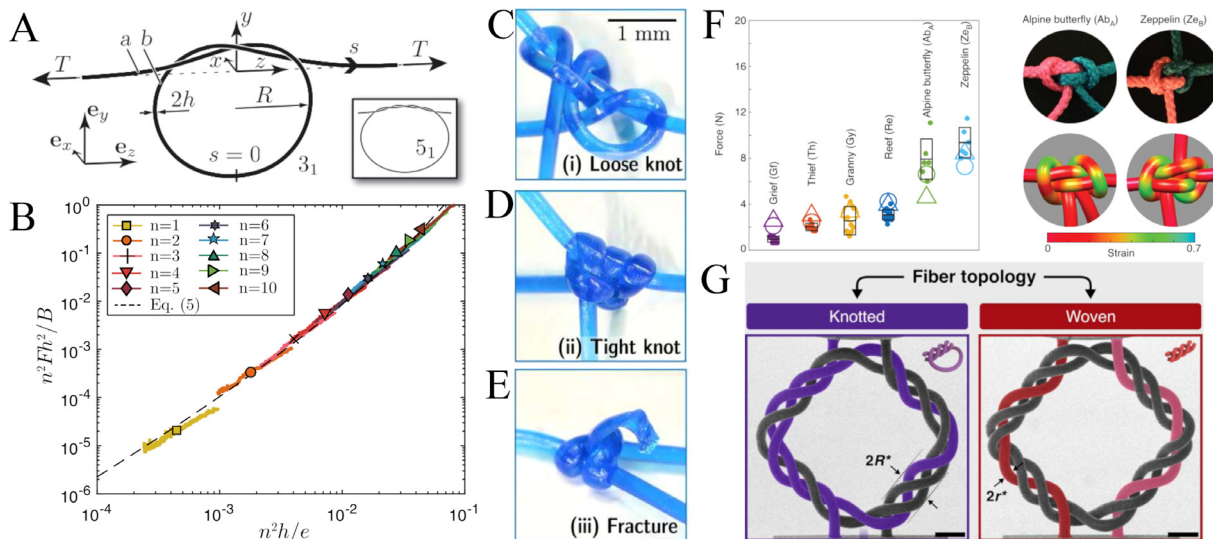 A
T
a
b
s
T
x
y
z
2h
R
e_y
e_x
e_z
s = 0
3_1
5_1
B
n²Fh²/B
10^0
10^-1
10^-2
10^-3
10^-4
10^-5
10^-6
n=1
n=2
n=3
n=4
n=5
Eq. (5)
n=6
n=7
n=8
n=9
n=10
10^-4
10^-3
10^-2
10^-1
n²h/e
C
1 mm
(i) Loose knot
D
(ii) Tight knot
E
(iii) Fracture
F
Force (N)
20
16
12
8
4
0
Grief (Gf)
Thief (Th)
Granny (Gy)
Reef (Re)
Alpine butterfly (Ab_A)
Zeppelin (Ze_B)
Alpine butterfly (Ab_A)
Zeppelin (Ze_B)
0
Strain
0.7
G
Fiber topology
Knotted
Woven
2R*
2r*